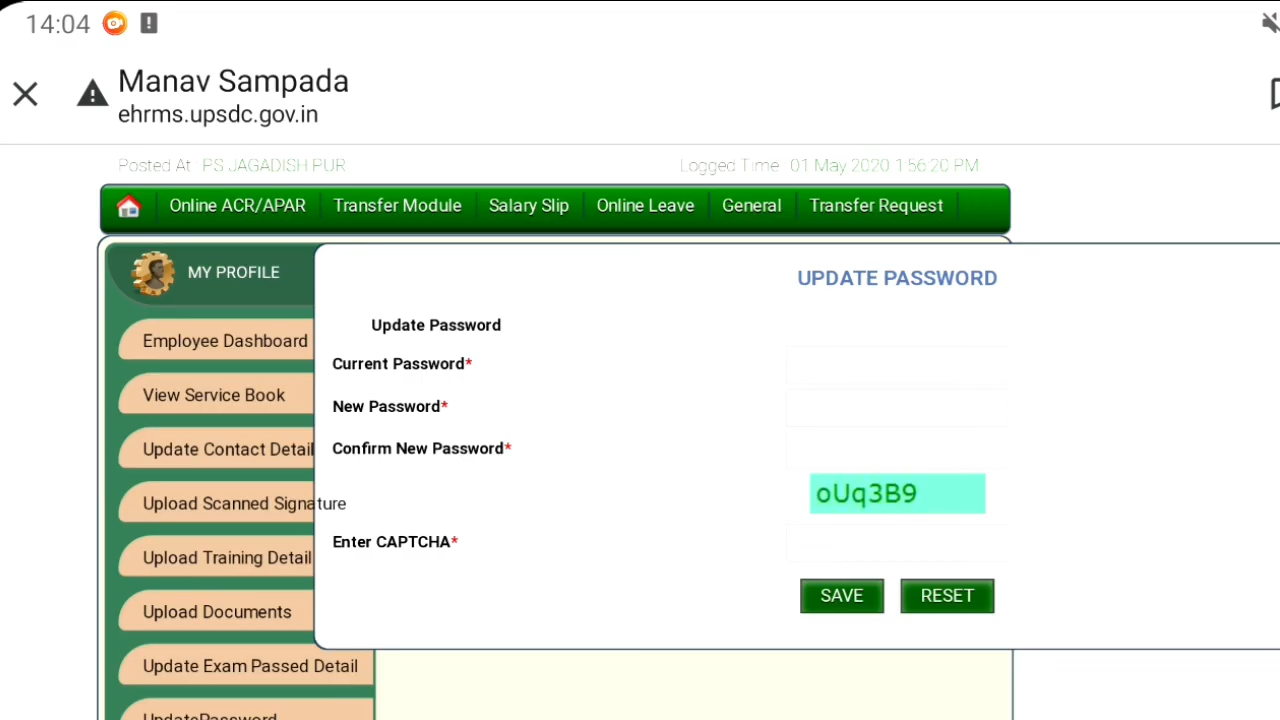 14:04
Manav Sampada
ehrms.upsdc.gov.in
Posted At PS JAGADISH PUR Logged Time 01 May 2020 1:56:20 PM
Online ACR/APAR Transfer Module Salary Slip Online Leave General Transfer Request
MY PROFILE
UPDATE PASSWORD
Update Password
Employee Dashboard
Current Password*
View Service Book
New Password*
Update Contact Detail
Confirm New Password*
oUq3B9
Upload Scanned Signature
Enter CAPTCHA*
Upload Training Detail
SAVE RESET
Upload Documents
Update Exam Passed Detail
UpdatePassword